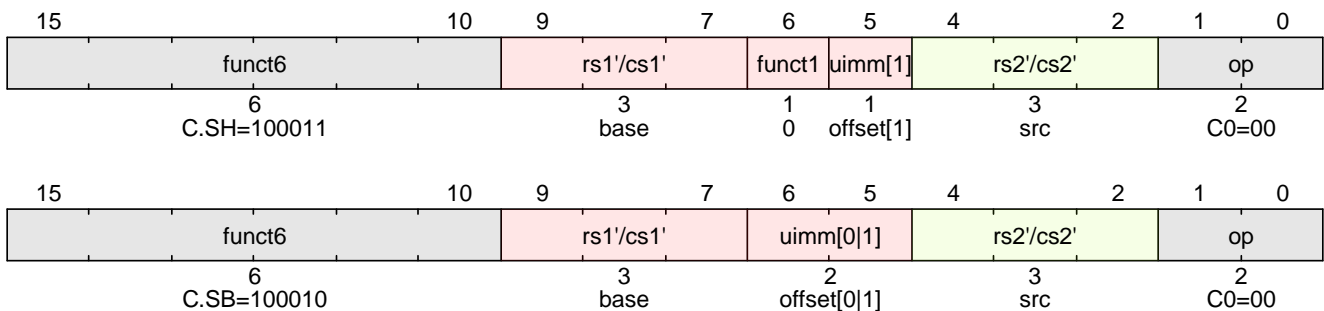 15 10 9 7 6 5 4 2 1 0
funct6 rs1'/cs1' funct1 uimm[1] rs2'/cs2' op
6 3 1 1 3 2
C.SH=100011 base 0 offset[1] src C0=00
15 10 9 7 6 5 4 2 1 0
funct6 rs1'/cs1' uimm[0|1] rs2'/cs2' op
6 3 2 3 2
C.SB=100010 base offset[0|1] src C0=00